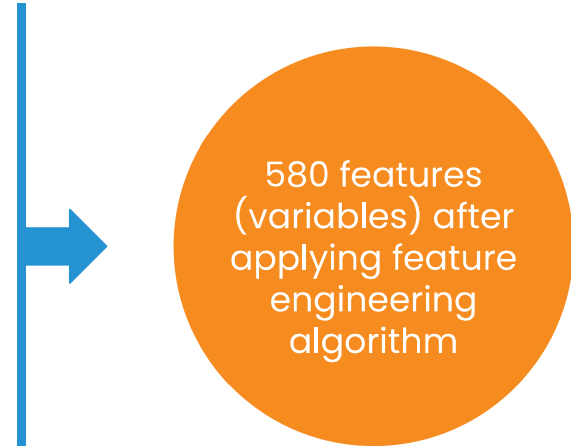 580 features
(variables) after
applying feature
engineering
algorithm